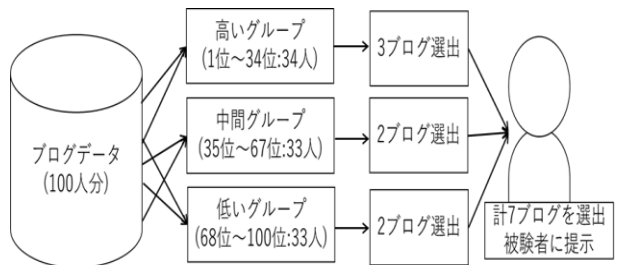 ブログデータ
(100人分)
高いグループ
(1位～34位:34人)
中間グループ
(35位～67位:33人)
低いグループ
(68位～100位:33人)
3ブログ選出
2ブログ選出
2ブログ選出
計7ブログを選出
被験者に提示